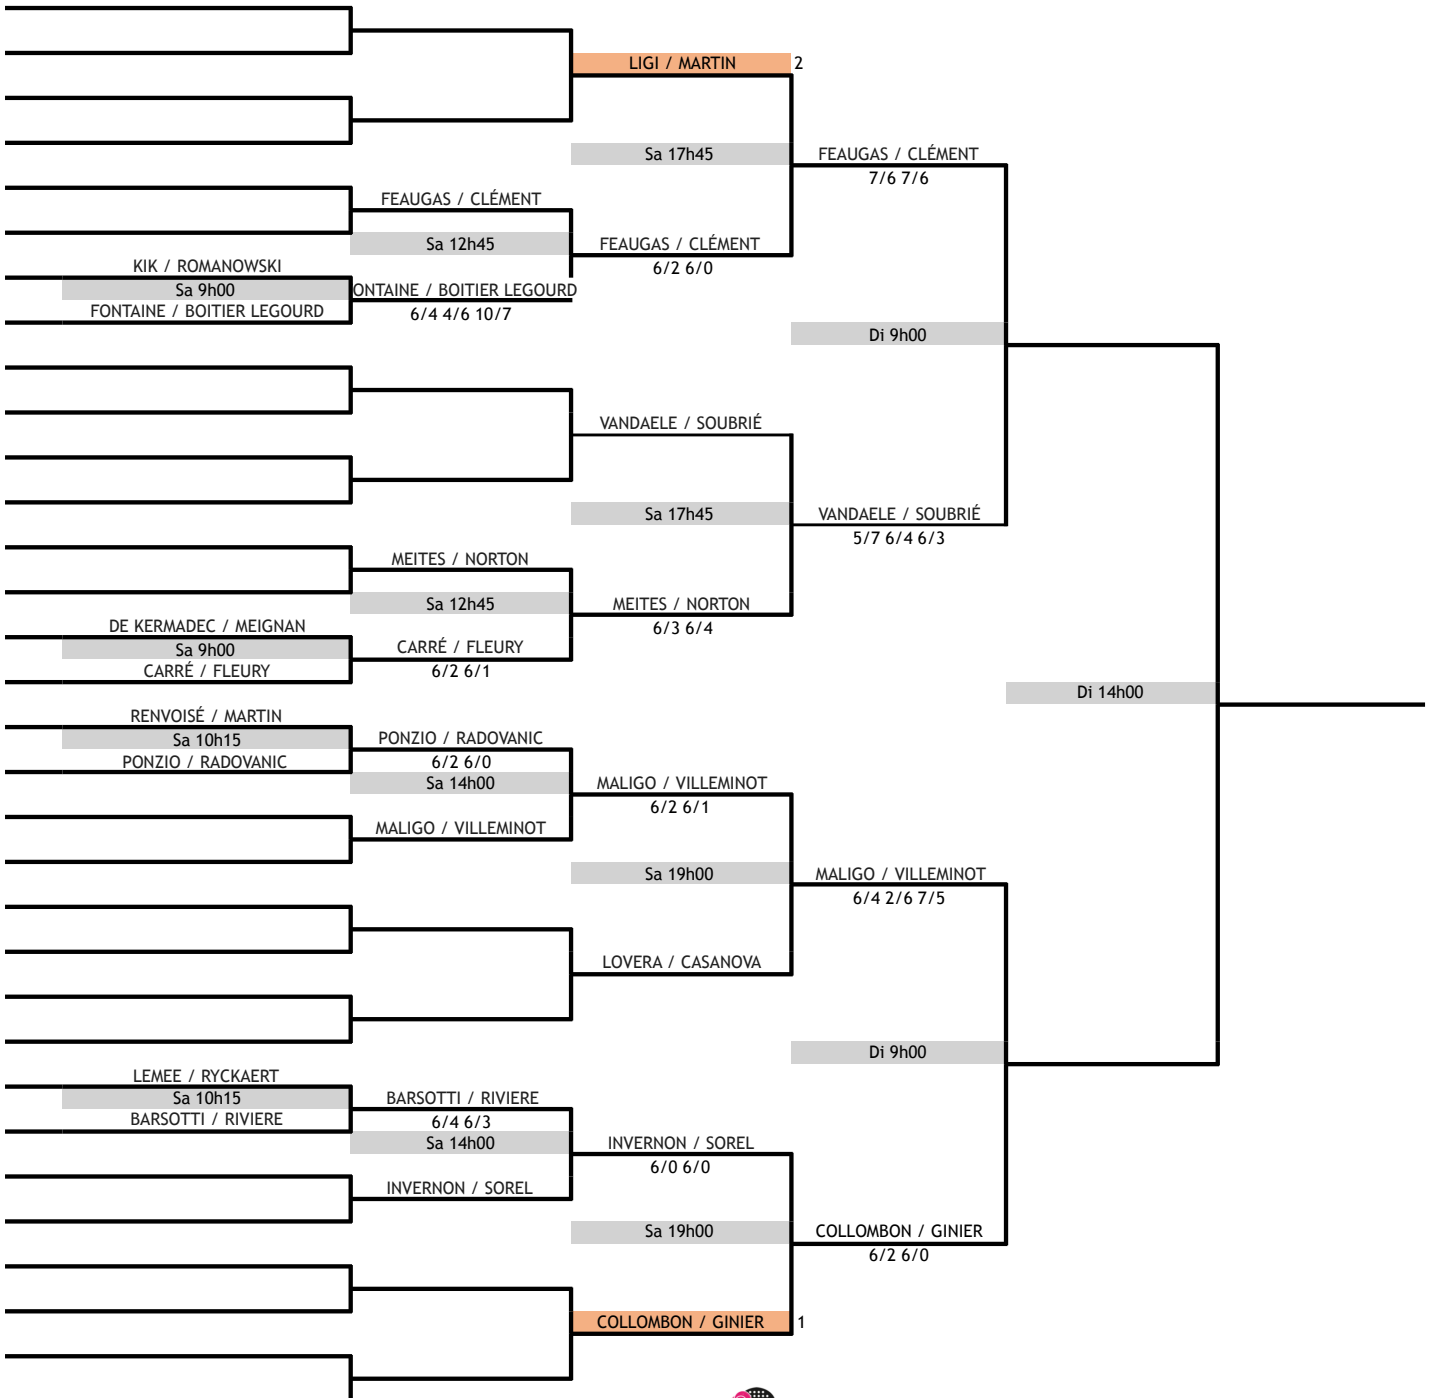 LIGI / MARTIN 2
Sa 17h45
FEAUGAS / CLÉMENT
7/6 7/6
FEAUGAS / CLÉMENT
Sa 12h45
FEAUGAS / CLÉMENT
6/2 6/0
KIK / ROMANOWSKI
Sa 9h00
FONTAINE / BOITIER LEGOURD
ONTAINE / BOITIER LEGOURD
6/4 4/6 10/7
Di 9h00
VANDAELE / SOUBRIÉ
Sa 17h45
VANDAELE / SOUBRIÉ
5/7 6/4 6/3
MEITES / NORTON
Sa 12h45
MEITES / NORTON
6/3 6/4
DE KERMADEC / MEIGNAN
Sa 9h00
CARRÉ / FLEURY
CARRÉ / FLEURY
6/2 6/1
Di 14h00
RENVOISÉ / MARTIN
Sa 10h15
PONZIO / RADOVANIC
PONZIO / RADOVANIC
6/2 6/0
Sa 14h00
MALIGO / VILLEMINOT
6/2 6/1
MALIGO / VILLEMINOT
Sa 19h00
MALIGO / VILLEMINOT
6/4 2/6 7/5
LOVERA / CASANOVA
Di 9h00
LEMEE / RYCKAERT
Sa 10h15
BARSOTTI / RIVIERE
BARSOTTI / RIVIERE
6/4 6/3
Sa 14h00
INVERNON / SOREL
6/0 6/0
INVERNON / SOREL
Sa 19h00
COLLOMBON / GINIER
6/2 6/0
COLLOMBON / GINIER 1